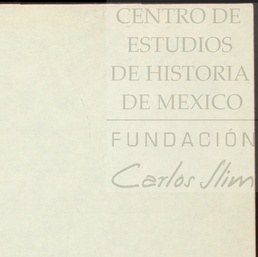 CENTRO DE
ESTUDIOS
DE HISTORIA
DE MEXICO
FUNDACIÓN
Carlos Slim